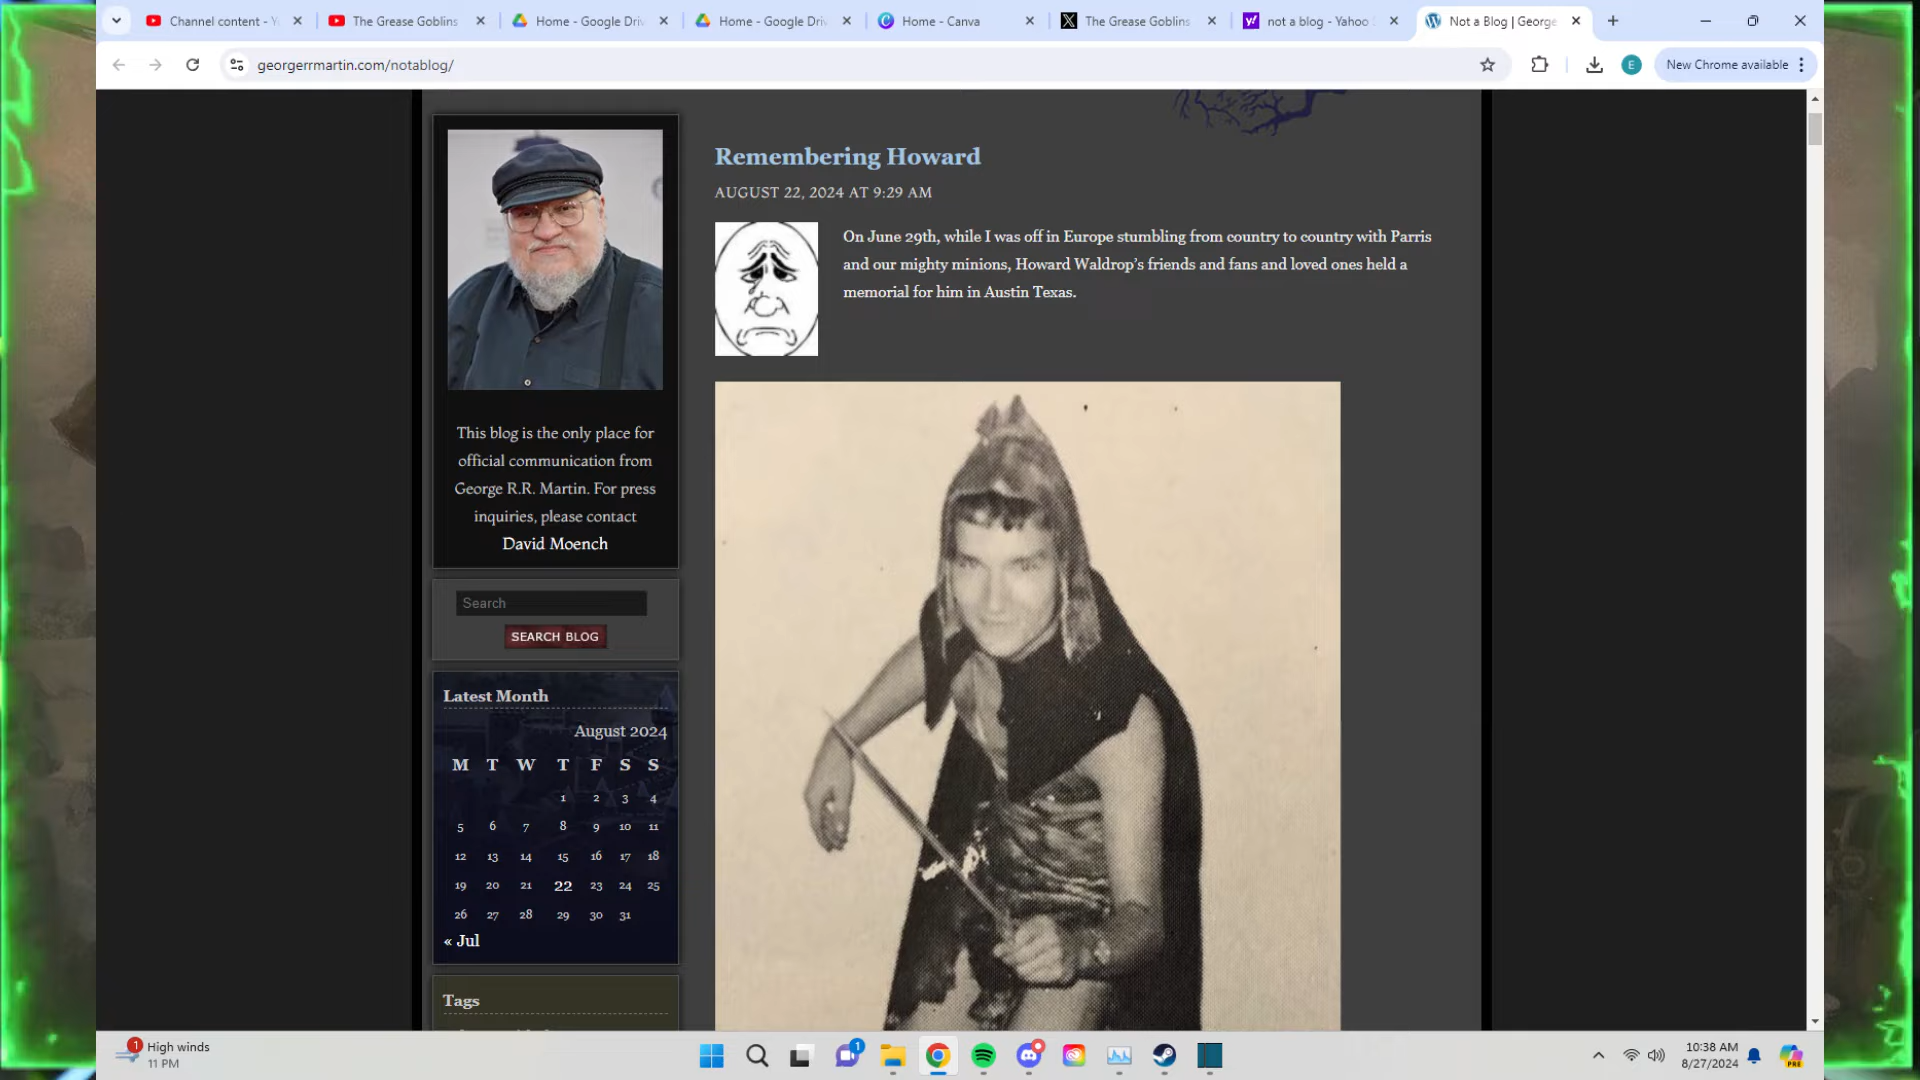 Channel content - Y
The Grease Goblins
Home - Google Driv
Home - Google Driv
Home - Canva
The Grease Goblins
not a blog - Yahoo
Not a Blog | George
georgerrmartin.com/notablog/
E
New Chrome available
Remembering Howard
AUGUST 22, 2024 AT 9:29 AM
On June 29th, while I was off in Europe stumbling from country to country with Parris
and our mighty minions, Howard Waldrop's friends and fans and loved ones held a
memorial for him in Austin Texas.
This blog is the only place for
official communication from
George R.R. Martin. For press
inquiries, please contact
David Moench
Search
SEARCH BLOG
Latest Month
August 2024
M T W T F S S
1 2 3 4
5 6 7 8 9 10 11
12 13 14 15 16 17 18
19 20 21 22 23 24 25
26 27 28 29 30 31
« Jul
Tags
1
High winds
11 PM
1
10:38 AM
8/27/2024
PRE